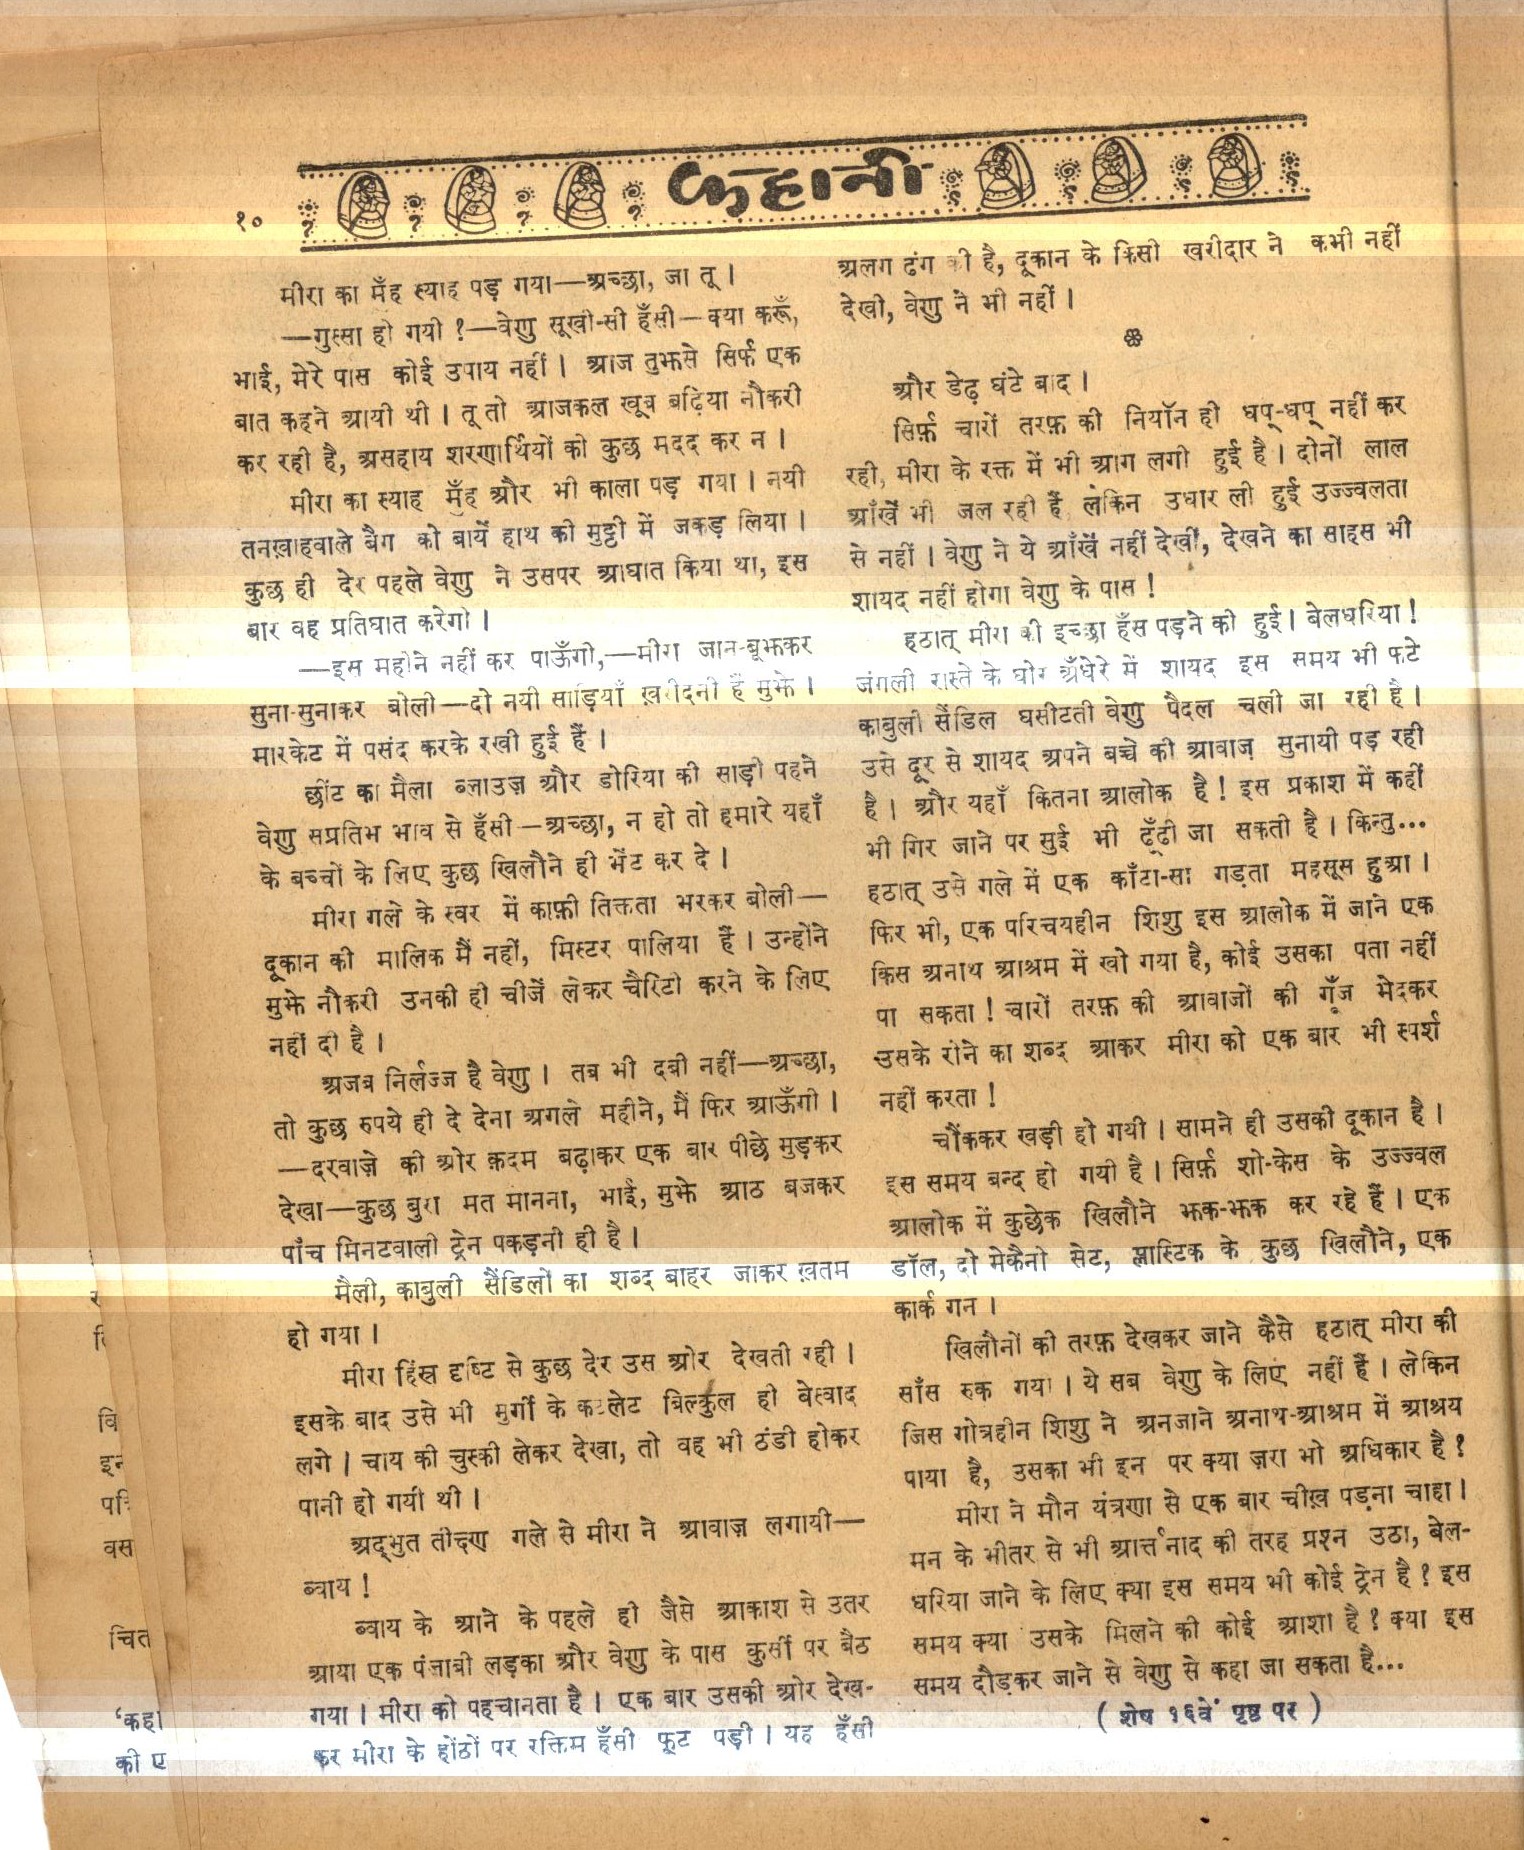 १०
कहानी
मीरा का मुँह स्याह पड़ गया—अच्छा, जा तू।
—गुस्सा हो गयी ?—वेणु सूखी-सी हँसी—क्या करूँ,
भाई, मेरे पास कोई उपाय नहीं। आज तुझसे सिर्फ एक
बात कहने आयी थी। तू तो आजकल खूब बढ़िया नौकरी
कर रही है, असहाय शरणार्थियों को कुछ मदद कर न।
मीरा का स्याह मुँह और भी काला पड़ गया। नयी
तनख़ाहवाले बैग को बायें हाथ की मुट्ठी में जकड़ लिया।
कुछ ही देर पहले वेणु ने उसपर आघात किया था, इस
बार वह प्रतिघात करेगी।
—इस महीने नहीं कर पाऊँगी,—मीरा जान-बूझकर
सुना-सुनाकर बोली—दो नयी साड़ियाँ ख़रीदनी हैं मुझे।
मारकेट में पसंद करके रखी हुई हैं।
छींट का मैला ब्लाउज़ और डोरिया की साड़ी पहने
वेणु सप्रतिभ भाव से हँसी—अच्छा, न हो तो हमारे यहाँ
के बच्चों के लिए कुछ खिलौने ही भेंट कर दे।
मीरा गले के स्वर में काफ़ी तिक्तता भरकर बोली—
दूकान की मालिक मैं नहीं, मिस्टर पालिया हैं। उन्होंने
मुझे नौकरी उनकी ही चीजें लेकर चैरिटी करने के लिए
नहीं दी है।
अजब निर्लज्ज है वेणु। तब भी दबी नहीं—अच्छा,
तो कुछ रुपये ही दे देना अगले महीने, मैं फिर आऊँगी।
—दरवाज़े की ओर क़दम बढ़ाकर एक बार पीछे मुड़कर
देखा—कुछ बुरा मत मानना, भाई, मुझे आठ बजकर
पाँच मिनटवाली ट्रेन पकड़नी ही है।
मैली, काबुली सैंडिलों का शब्द बाहर जाकर ख़तम
हो गया।
मीरा हिंस्र दृष्टि से कुछ देर उस ओर देखती रही।
इसके बाद उसे भी मुर्गी के कटलेट बिल्कुल ही बेस्वाद
लगे। चाय की चुस्की लेकर देखा, तो वह भी ठंडी होकर
पानी हो गयी थी।
अद्भुत तीक्ष्ण गले से मीरा ने आवाज़ लगायी—
ब्वाय !
ब्वाय के आने के पहले ही जैसे आकाश से उतर
आया एक पंजाबी लड़का और वेणु के पास कुर्सी पर बैठ
गया। मीरा को पहचानता है। एक बार उसकी ओर देख-
कर मीरा के होंठों पर रक्तिम हँसी फूट पड़ी। यह हँसी
अलग ढंग की है, दूकान के किसी खरीदार ने कभी नहीं
देखी, वेणु ने भी नहीं।
और डेढ़ घंटे बाद।
सिर्फ़ चारों तरफ़ की नियॉन ही धप्-धप् नहीं कर
रही, मीरा के रक्त में भी आग लगी हुई है। दोनों लाल
आँखें भी जल रही हैं लेकिन उधार ली हुई उज्ज्वलता
से नहीं। वेणु ने ये आँखें नहीं देखीं, देखने का साहस भी
शायद नहीं होगा वेणु के पास !
हठात् मीरा की इच्छा हँस पड़ने की हुई। बेलघरिया !
जंगली रास्ते के घोर अँधेरे में शायद इस समय भी फटे
काबुली सैंडिल घसीटती वेणु पैदल चली जा रही है।
उसे दूर से शायद अपने बच्चे की आवाज़ सुनायी पड़ रही
है। और यहाँ कितना आलोक है ! इस प्रकाश में कहीं
भी गिर जाने पर सुई भी ढूँढ़ी जा सकती है। किन्तु...
हठात् उसे गले में एक काँटा-सा गड़ता महसूस हुआ।
फिर भी, एक परिचयहीन शिशु इस आलोक में जाने एक
किस अनाथ आश्रम में खो गया है, कोई उसका पता नहीं
पा सकता ! चारों तरफ़ की आवाजों की गूँज भेदकर
उसके रोने का शब्द आकर मीरा को एक बार भी स्पर्श
नहीं करता !
चौंककर खड़ी हो गयी। सामने ही उसकी दूकान है।
इस समय बन्द हो गयी है। सिर्फ़ शो-केस के उज्ज्वल
आलोक में कुछेक खिलौने झक-झक कर रहे हैं। एक
डॉल, दो मेकैनो सेट, प्लास्टिक के कुछ खिलौने, एक
कार्क गन।
खिलौनों की तरफ़ देखकर जाने कैसे हठात् मीरा की
साँस रुक गया। ये सब वेणु के लिए नहीं हैं। लेकिन
जिस गोत्रहीन शिशु ने अनजाने अनाथ-आश्रम में आश्रय
पाया है, उसका भी इन पर क्या ज़रा भी अधिकार है ?
मीरा ने मौन यंत्रणा से एक बार चीख़ पड़ना चाहा।
मन के भीतर से भी आर्त्तनाद की तरह प्रश्न उठा, बेल-
घरिया जाने के लिए क्या इस समय भी कोई ट्रेन है ? इस
समय क्या उसके मिलने की कोई आशा है ? क्या इस
समय दौड़कर जाने से वेणु से कहा जा सकता है...
( शेष १६वें पृष्ठ पर )
वि
इन
वस
चित
'कहा
की ए